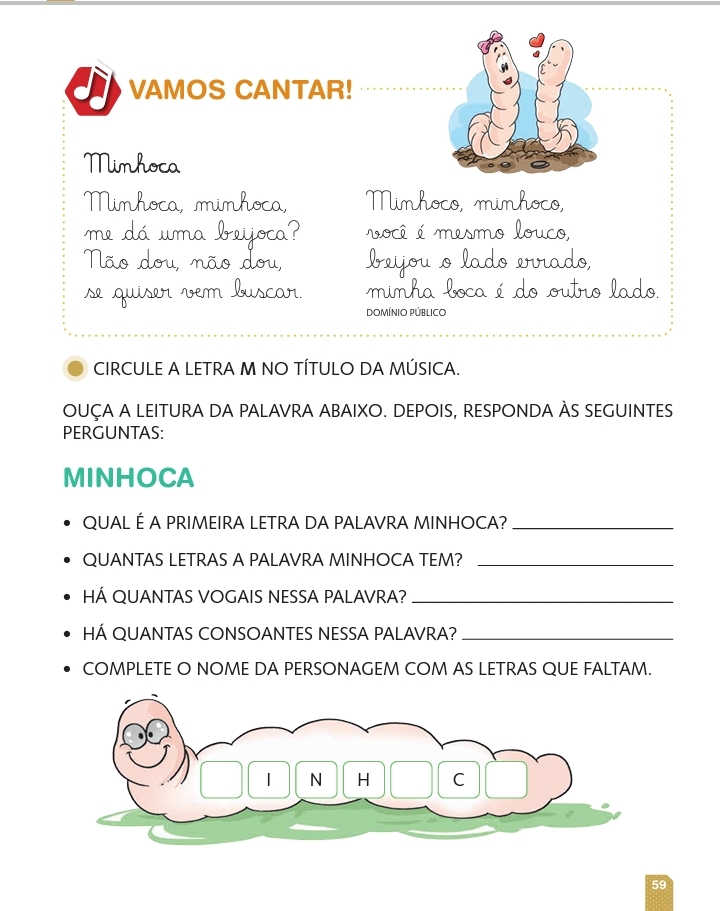 VAMOS CANTAR!
Minhoca
Minhoca, minhoca,
me dá uma beijoca?
Não dou, não dou,
se quiser vem buscar.
Minhoco, minhoco,
você é mesmo louco,
beijou o lado errado,
minha boca é do outro lado.
DOMÍNIO PÚBLICO
CIRCULE A LETRA M NO TÍTULO DA MÚSICA.
OUÇA A LEITURA DA PALAVRA ABAIXO. DEPOIS, RESPONDA ÀS SEGUINTES
PERGUNTAS:
MINHOCA
• QUAL É A PRIMEIRA LETRA DA PALAVRA MINHOCA?
• QUANTAS LETRAS A PALAVRA MINHOCA TEM?
• HÁ QUANTAS VOGAIS NESSA PALAVRA?
• HÁ QUANTAS CONSOANTES NESSA PALAVRA?
• COMPLETE O NOME DA PERSONAGEM COM AS LETRAS QUE FALTAM.
I N H C
59